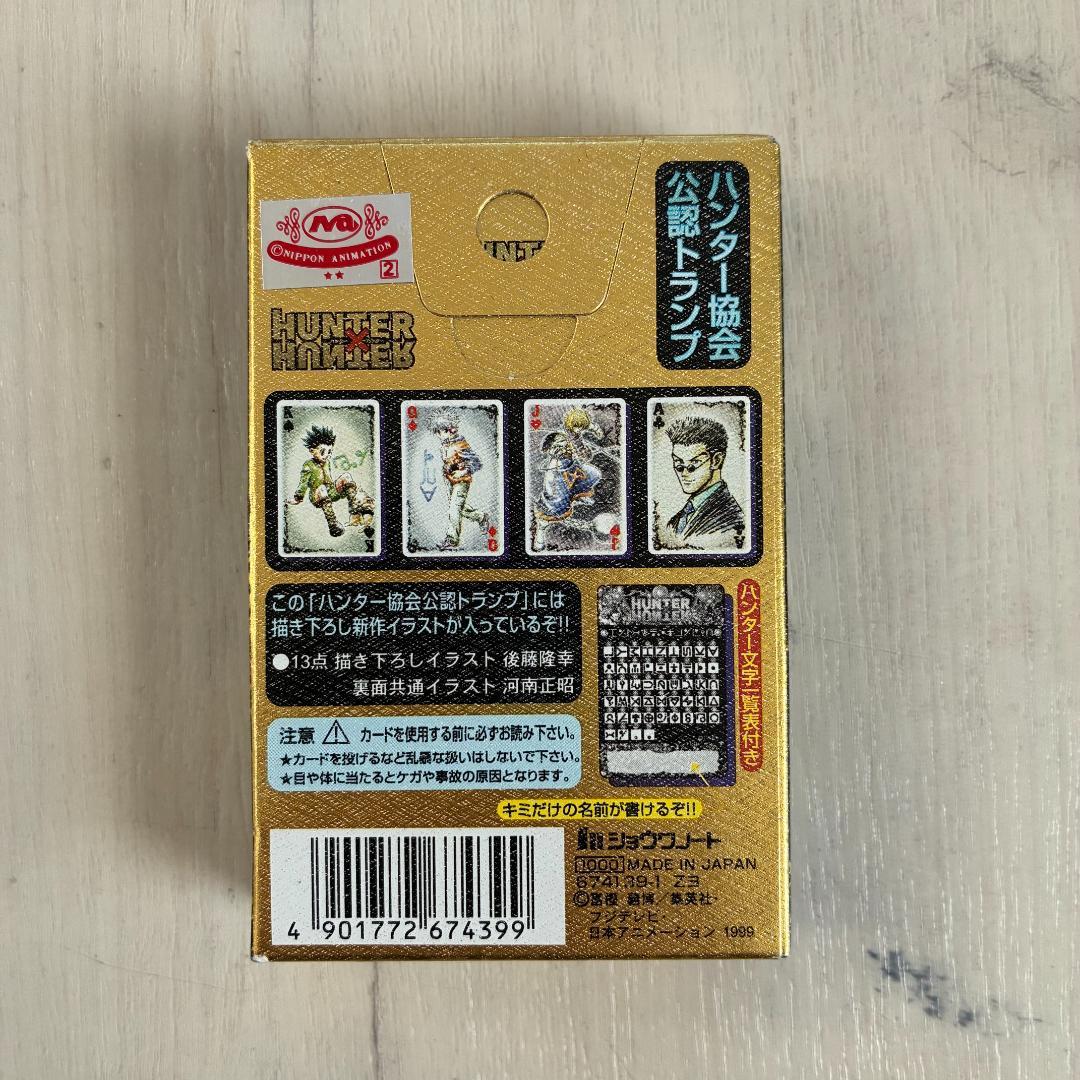 ハンター協会
公認トランプ
Na
©NIPPON ANIMATION
★★
2
HUNTER
×
HUNTER
K
K
Q
Q
J
J
A
A
この「ハンター協会公認トランプ」には
描き下ろし新作イラストが入っているぞ!!
●13点 描き下ろしイラスト 後藤隆幸
裏面共通イラスト 河南正昭
HUNTER
HUNTER
ハンター文字一覧表付き
注意 ⚠ カードを使用する前に必ずお読み下さい。
★カードを投げるなど乱暴な扱いはしないで下さい。
★目や体に当たるとケガや事故の原因となります。
キミだけの名前が書けるぞ!!
ショウワノート
1000 MADE IN JAPAN
674139-1 Z3
©冨樫 義博／集英社・
フジテレビ・
日本アニメーション 1999
4 901772 674399